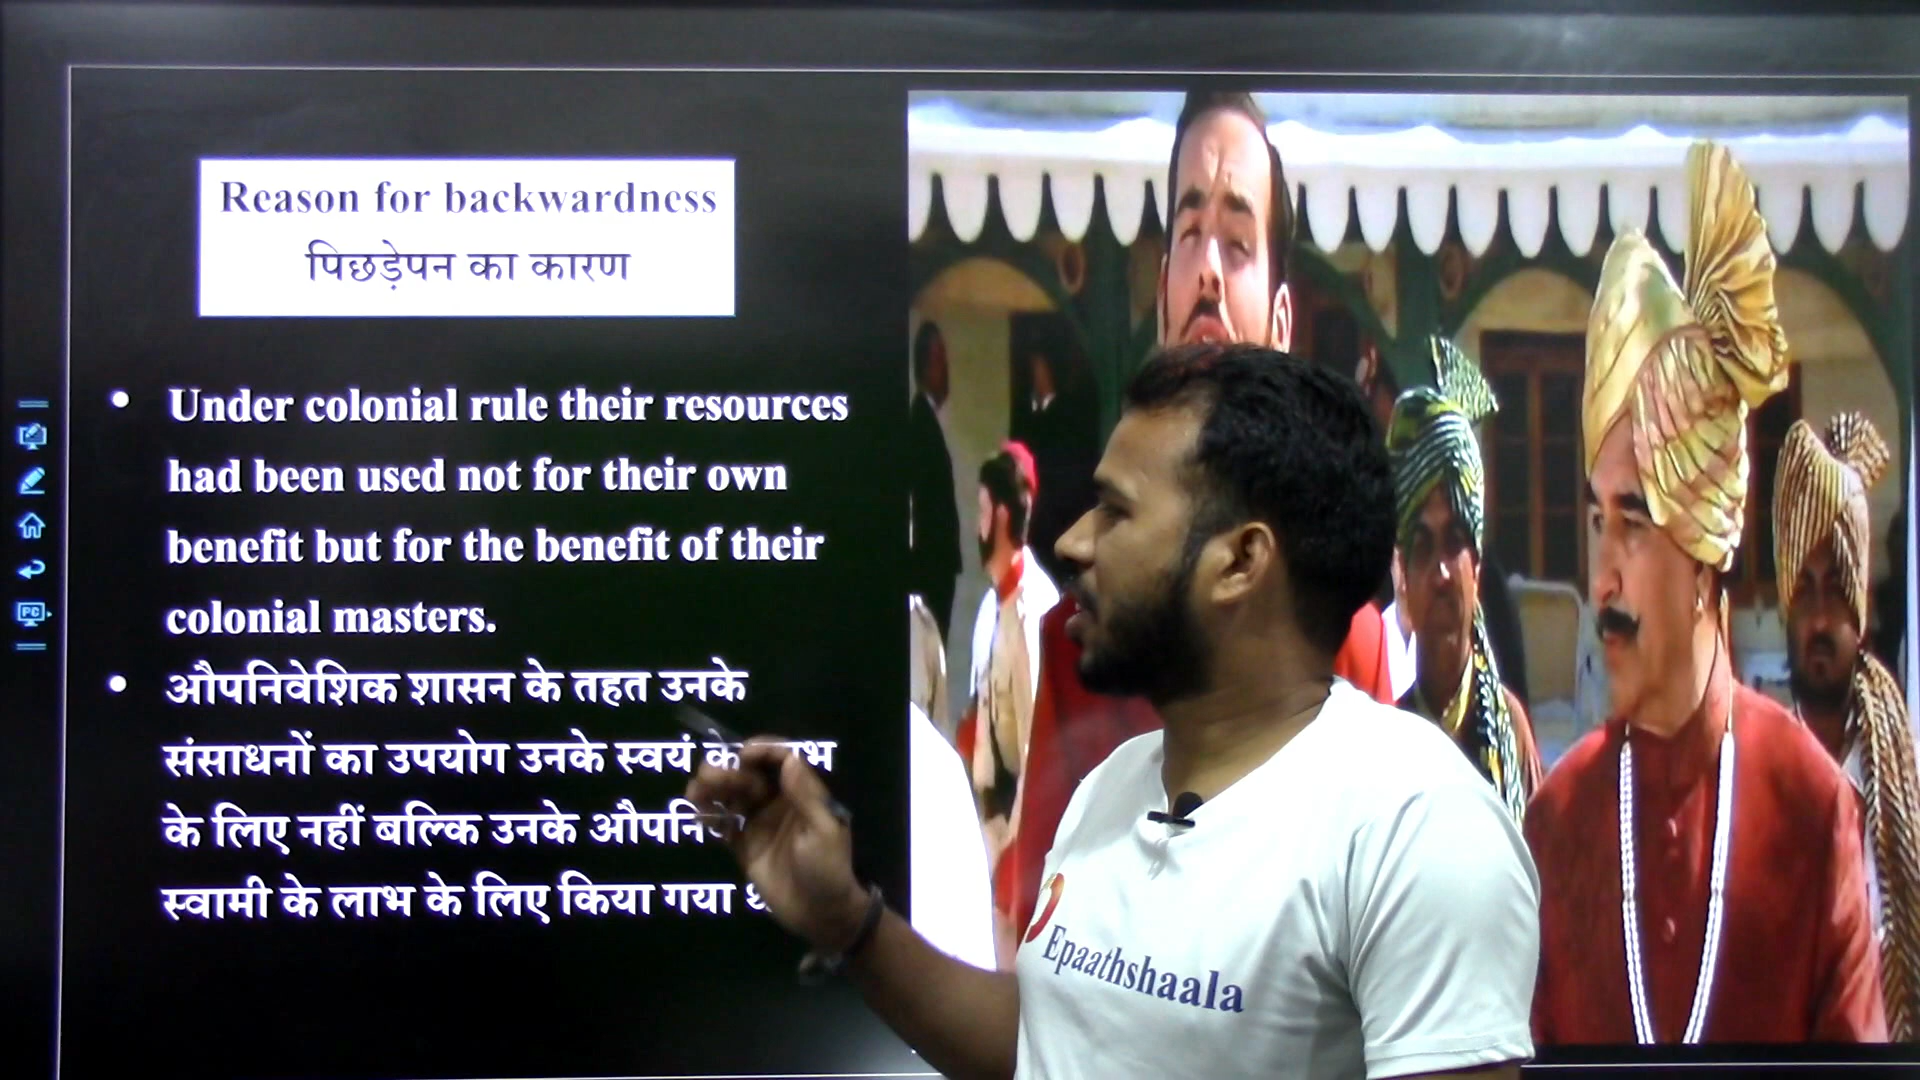 Reason for backwardness
पिछड़ेपन का कारण
• Under colonial rule their resources
had been used not for their own
benefit but for the benefit of their
colonial masters.
• औपनिवेशिक शासन के तहत उनके
संसाधनों का उपयोग उनके स्वयं
के लिए नहीं बल्कि उनके
स्वामी के लाभ के लिए किया गया
PC
Epaathshaala